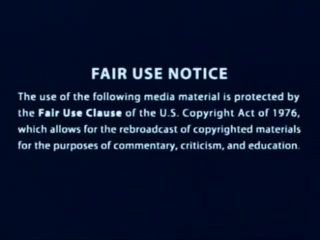 FAIR USE NOTICE
The use of the following media material is protected by
the Fair Use Clause of the U.S. Copyright Act of 1976,
which allows for the rebroadcast of copyrighted materials
for the purposes of commentary, criticism, and education.